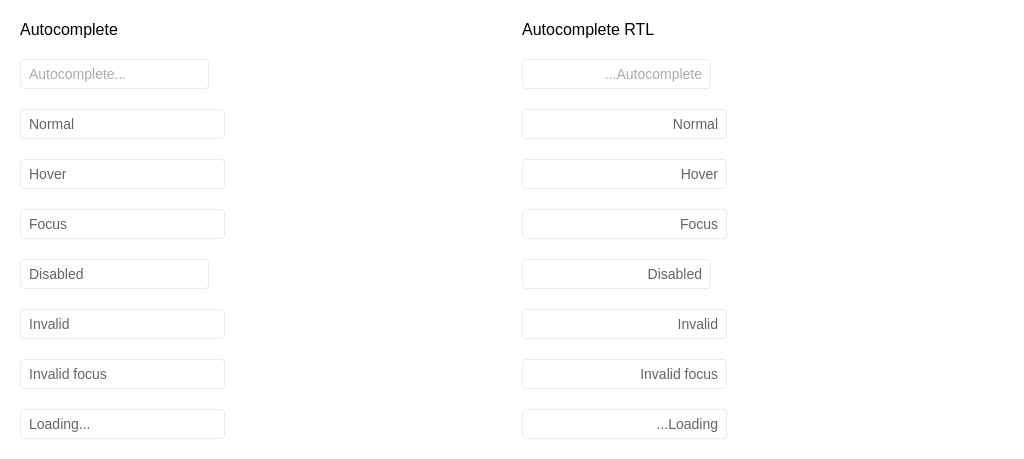 Autocomplete
Autocomplete...
Normal
Hover
Focus
Disabled
Invalid
Invalid focus
Loading...
Autocomplete RTL
...Autocomplete
Normal
Hover
Focus
Disabled
Invalid
Invalid focus
...Loading